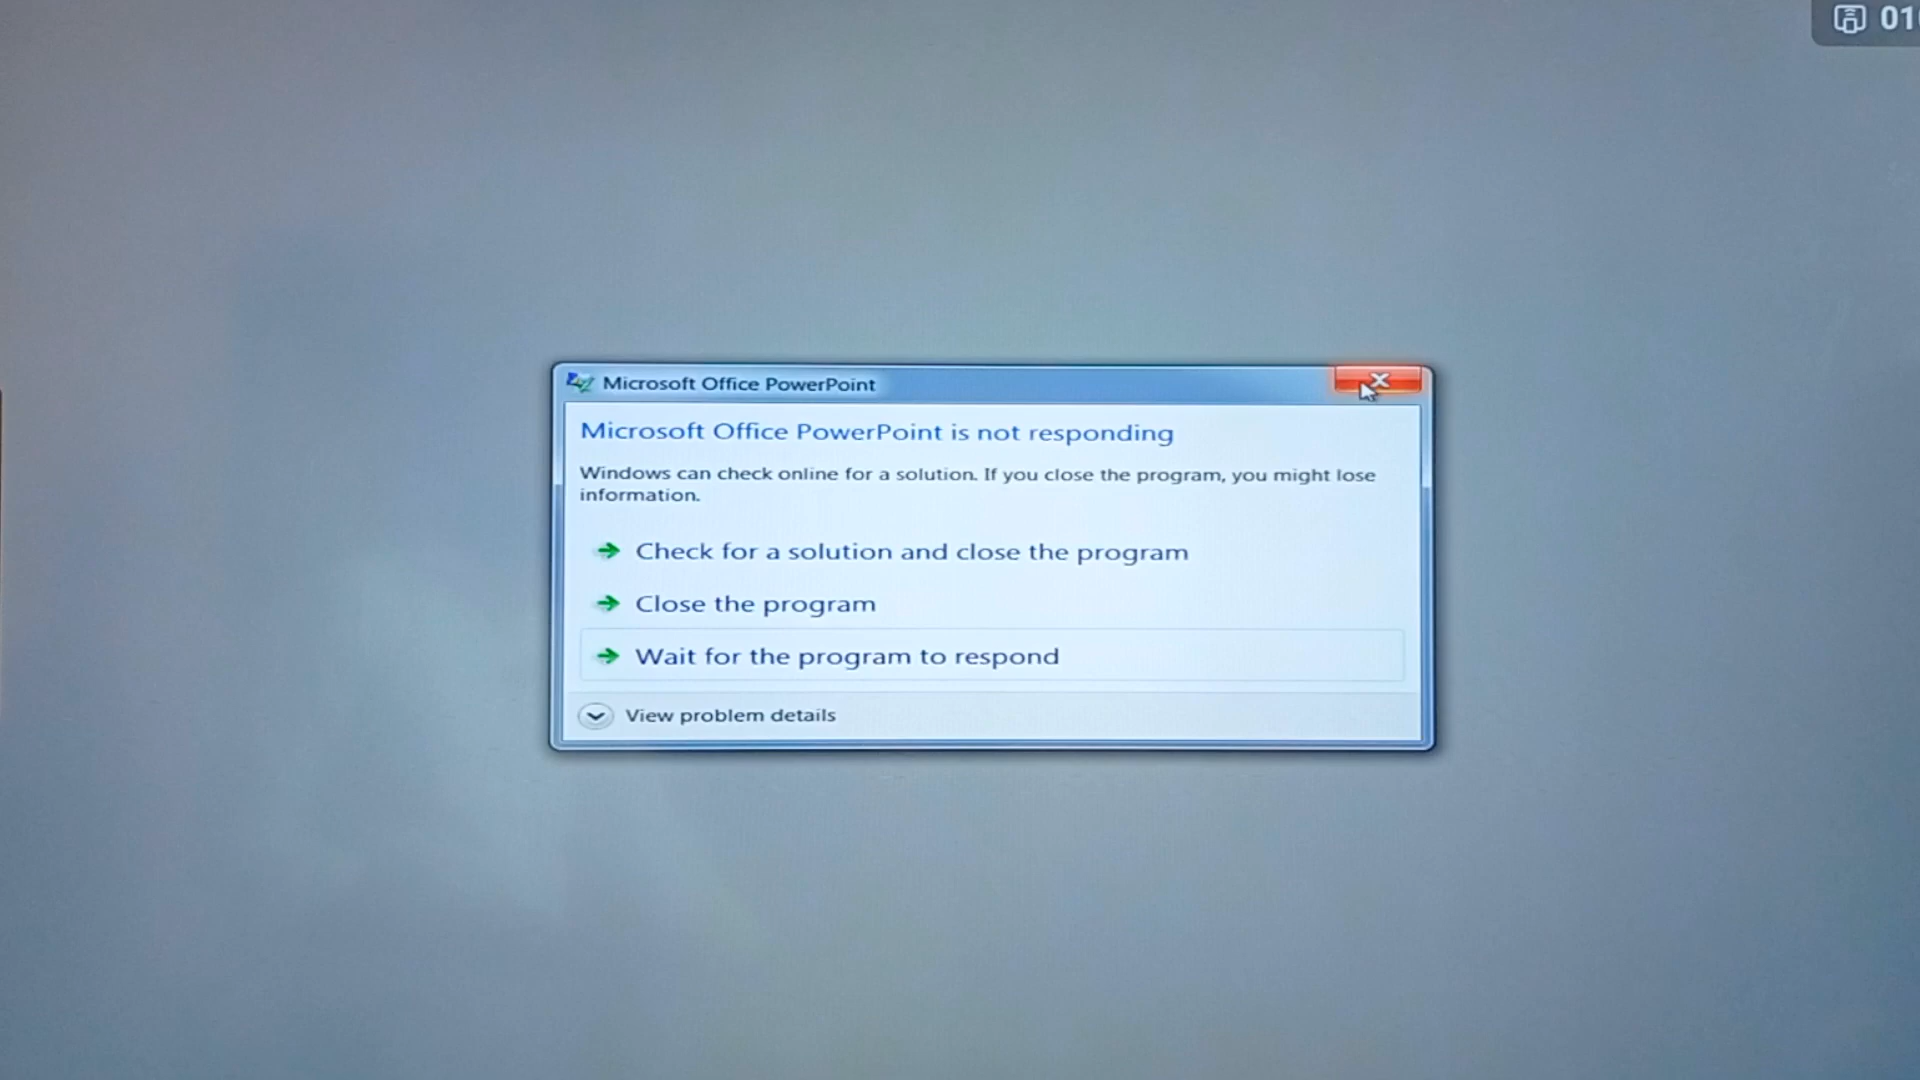 01
Microsoft Office PowerPoint
Microsoft Office PowerPoint is not responding
Windows can check online for a solution. If you close the program, you might lose
information.
Check for a solution and close the program
Close the program
Wait for the program to respond
View problem details